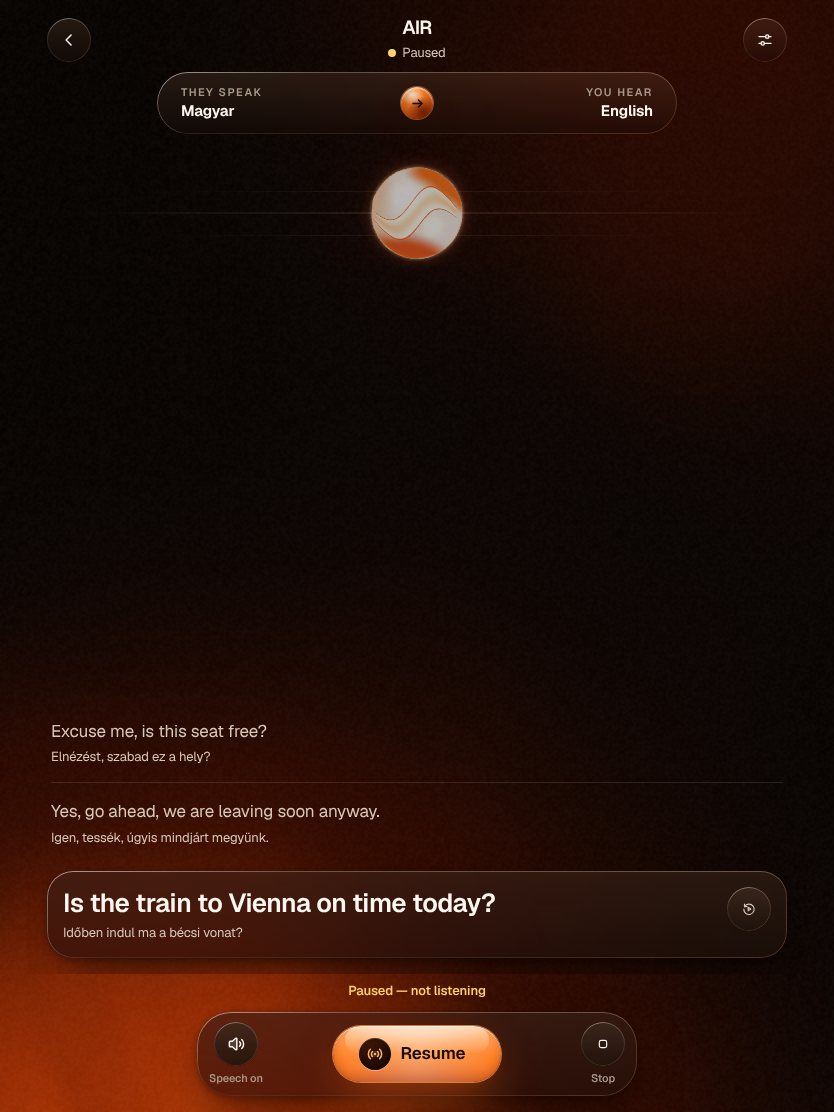 AIR
Paused
THEY SPEAK
Magyar
YOU HEAR
English
Excuse me, is this seat free?
Elnézést, szabad ez a hely?
Yes, go ahead, we are leaving soon anyway.
Igen, tessék, úgyis mindjárt megyünk.
Is the train to Vienna on time today?
Időben indul ma a bécsi vonat?
Paused — not listening
Speech on
Resume
Stop